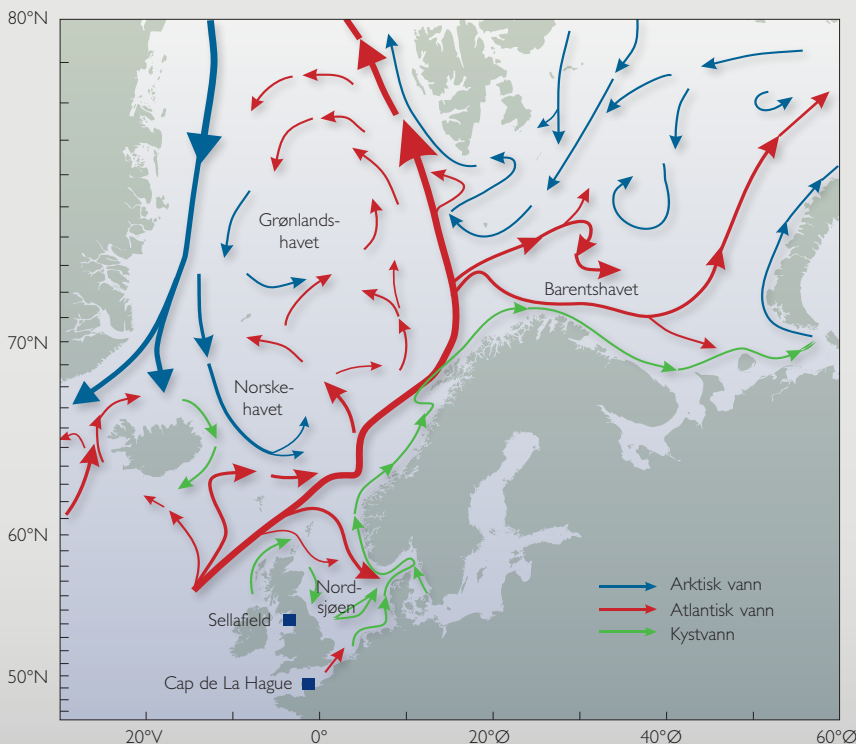 80°N
Grønlands-
havet
Barentshavet
70°N
Norske-
havet
60°N
Nord-
sjøen
Arktisk vann
Atlantisk vann
Kystvann
Sellafield
50°N
Cap de La Hague
20°V
0°
20°Ø
40°Ø
60°Ø